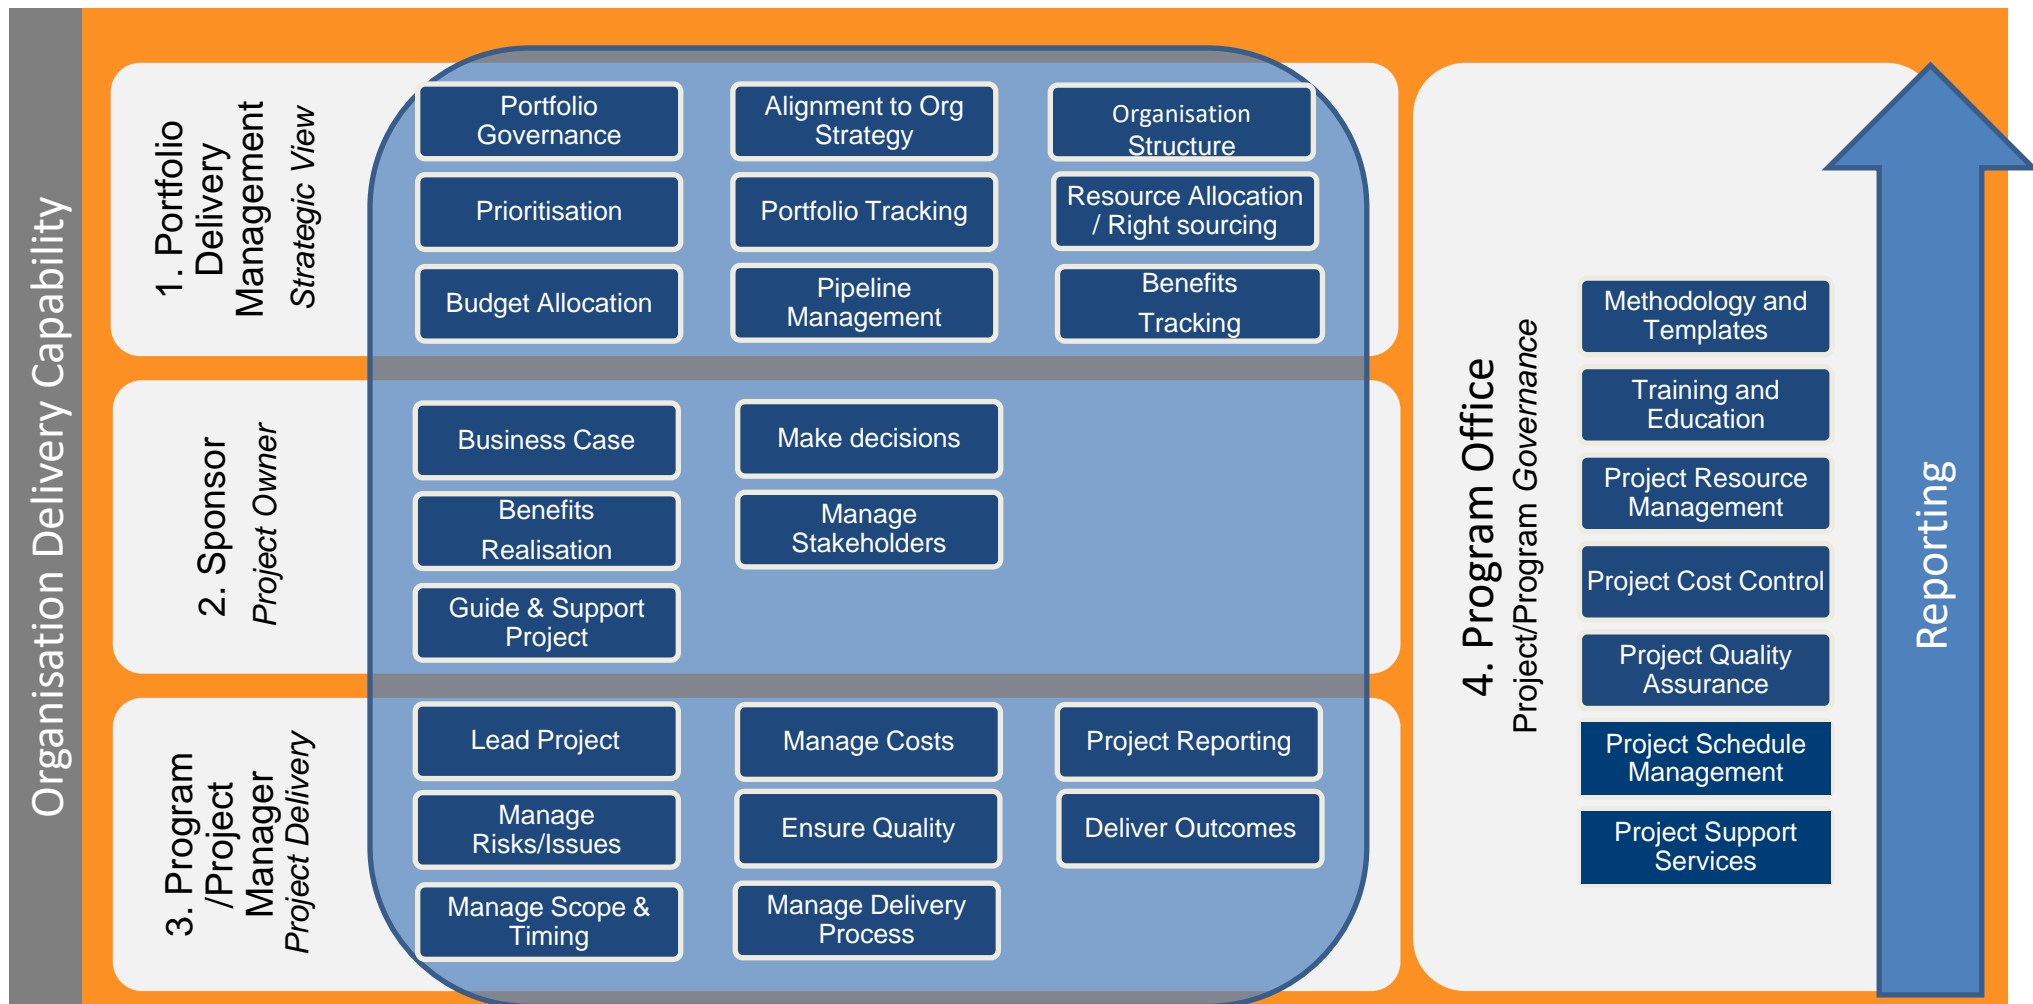 Organisation Delivery Capability
1. Portfolio
Delivery
Management
Strategic View
Portfolio
Governance
Alignment to Org
Strategy
Organisation
Structure
Prioritisation
Portfolio Tracking
Resource Allocation
/ Right sourcing
Budget Allocation
Pipeline
Management
Benefits
Tracking
2. Sponsor
Project Owner
Business Case
Make decisions
Benefits
Realisation
Manage
Stakeholders
Guide & Support
Project
3. Program
/Project
Manager
Project Delivery
Lead Project
Manage Costs
Project Reporting
Manage
Risks/Issues
Ensure Quality
Deliver Outcomes
Manage Scope &
Timing
Manage Delivery
Process
4. Program Office
Project/Program Governance
Methodology and
Templates
Training and
Education
Project Resource
Management
Project Cost Control
Project Quality
Assurance
Project Schedule
Management
Project Support
Services
Reporting